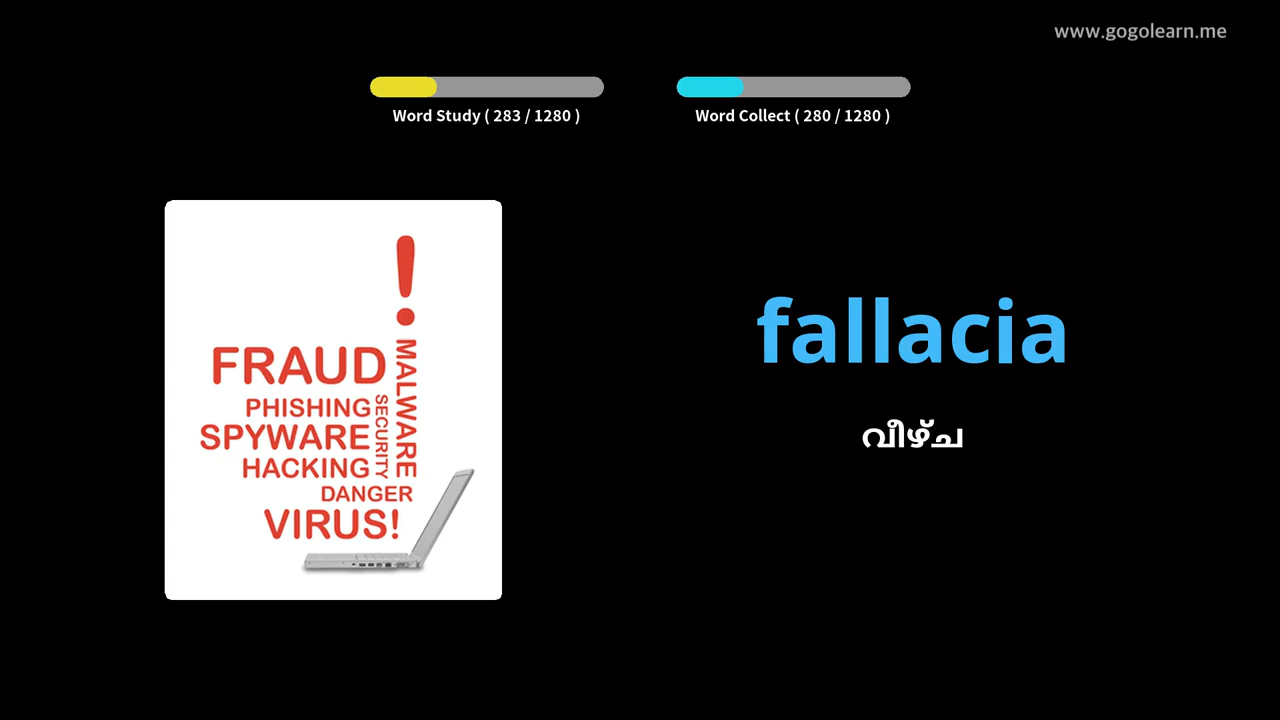 www.gogolearn.me
Word Study ( 283 / 1280 )
Word Collect ( 280 / 1280 )
!
FRAUD
MALWARE
PHISHING
SECURITY
SPYWARE
HACKING
DANGER
VIRUS!
fallacia
വീഴ്ച